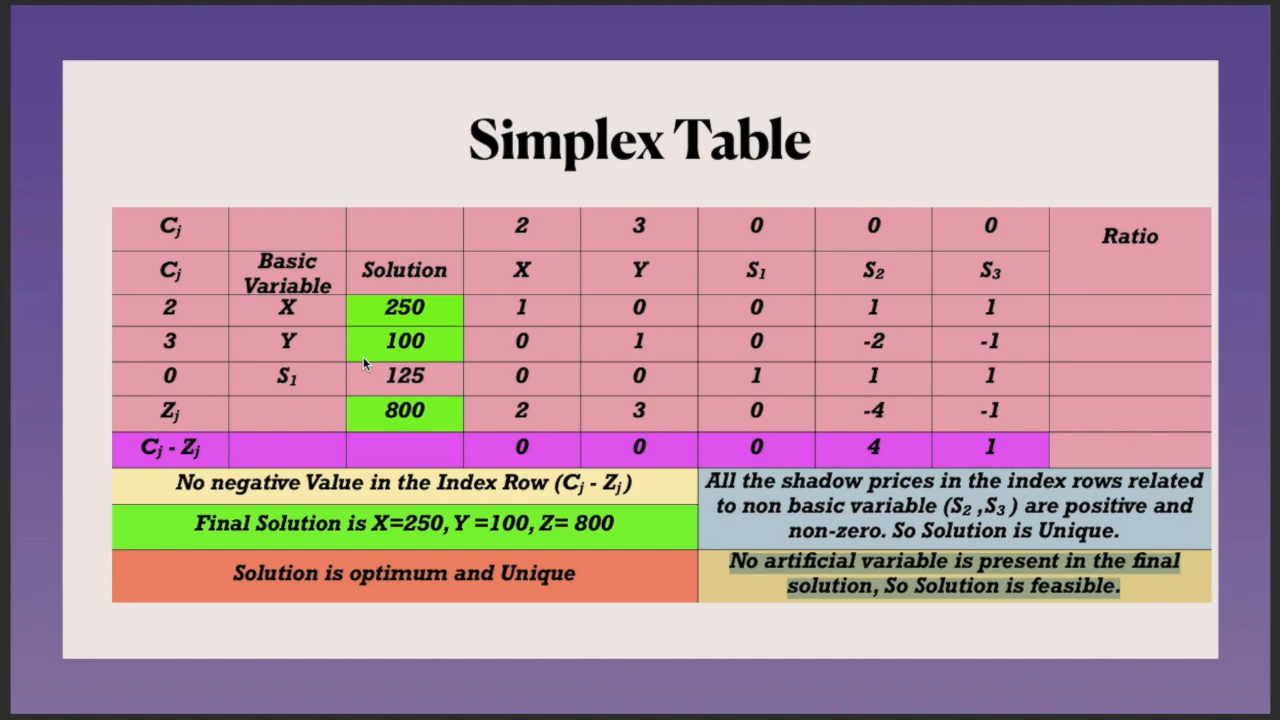 Simplex Table
Cj 2 3 0 0 0 Ratio
Cj Basic Variable Solution X Y S1 S2 S3
2 X 250 1 0 0 1 1
3 Y 100 0 1 0 -2 -1
0 S1 125 0 0 1 1 1
Zj 800 2 3 0 -4 -1
Cj - Zj 0 0 0 4 1
No negative Value in the Index Row (Cj - Zj)
Final Solution is X=250, Y =100, Z= 800
Solution is optimum and Unique
All the shadow prices in the index rows related
to non basic variable (S2 ,S3 ) are positive and
non-zero. So Solution is Unique.
No artificial variable is present in the final
solution, So Solution is feasible.